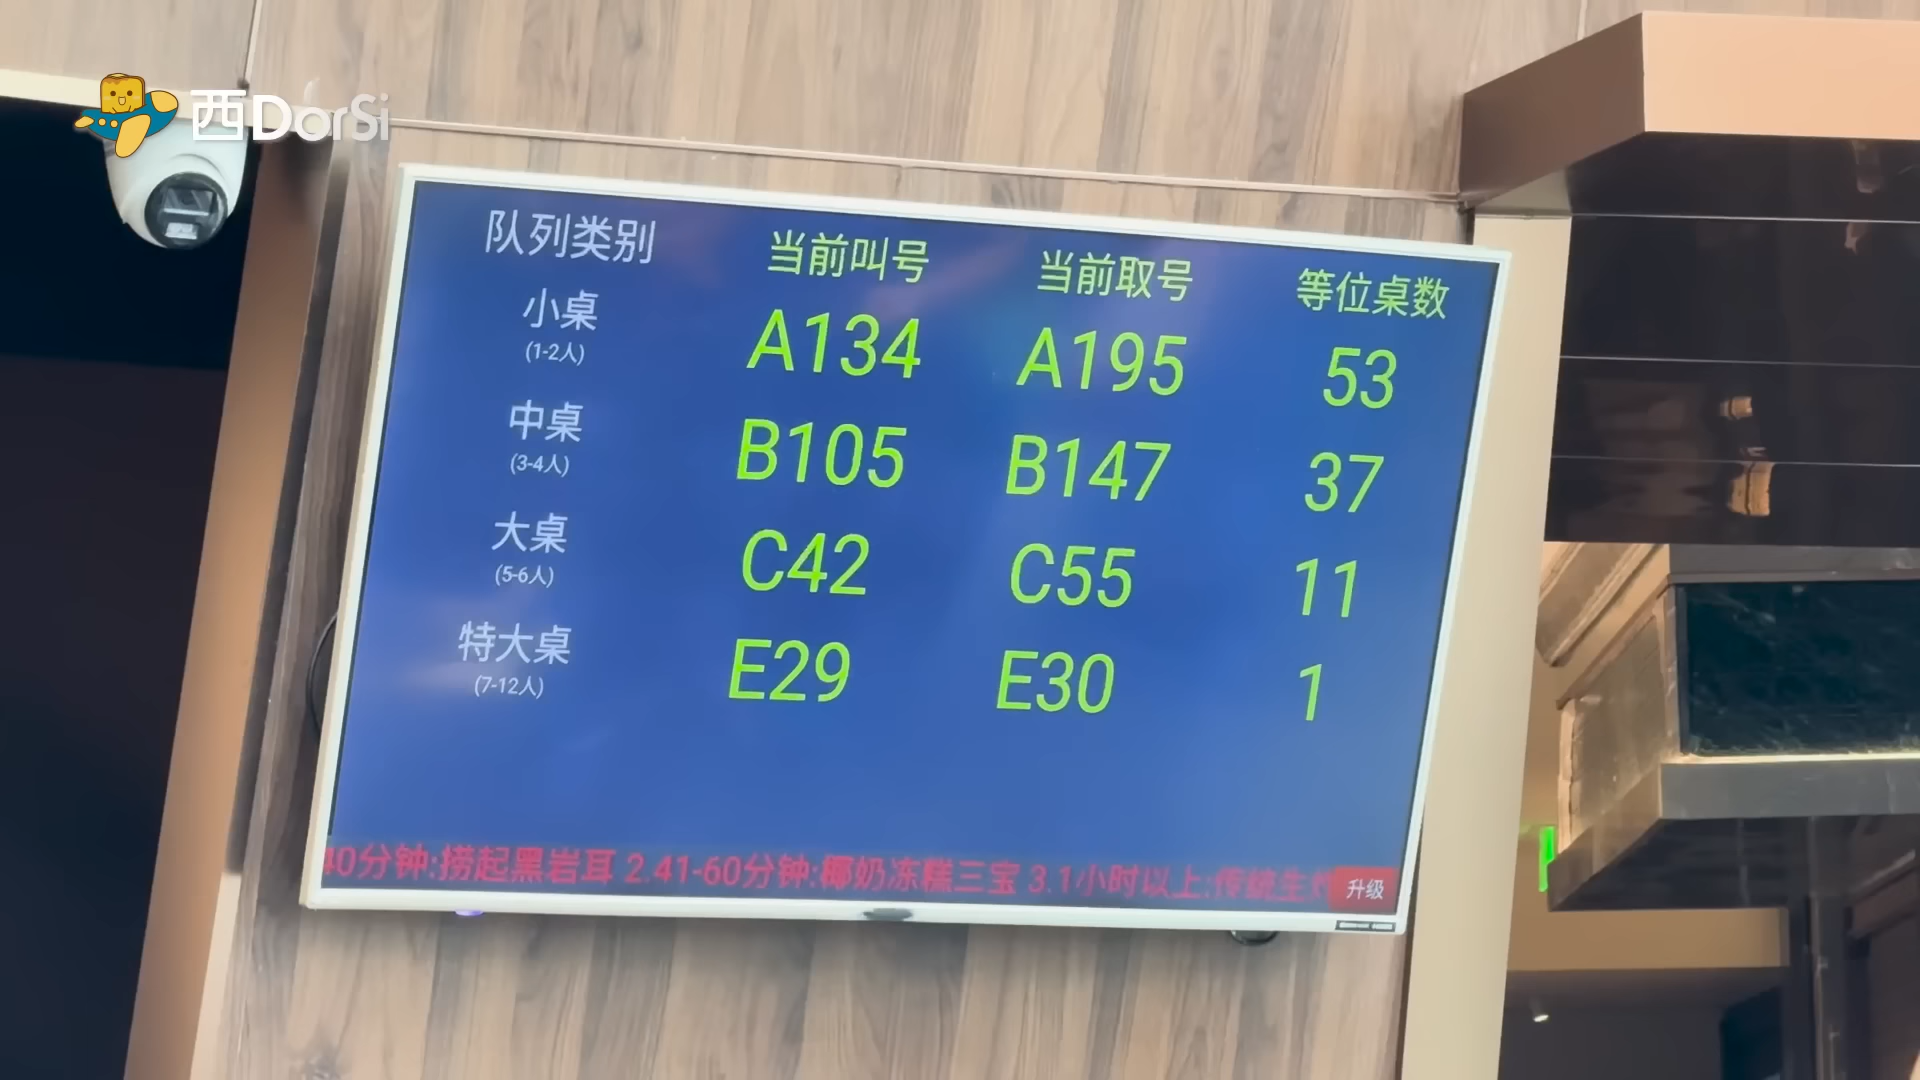 西DorSi
队列类别 当前叫号 当前取号 等位桌数
小桌 A134 A195 53
(1-2人)
中桌 B105 B147 37
(3-4人)
大桌 C42 C55 11
(5-6人)
特大桌 E29 E30 1
(7-12人)
40分钟:捞起黑岩耳 2.41-60分钟:椰奶冻糕三宝 3.1小时以上:传统生 升级